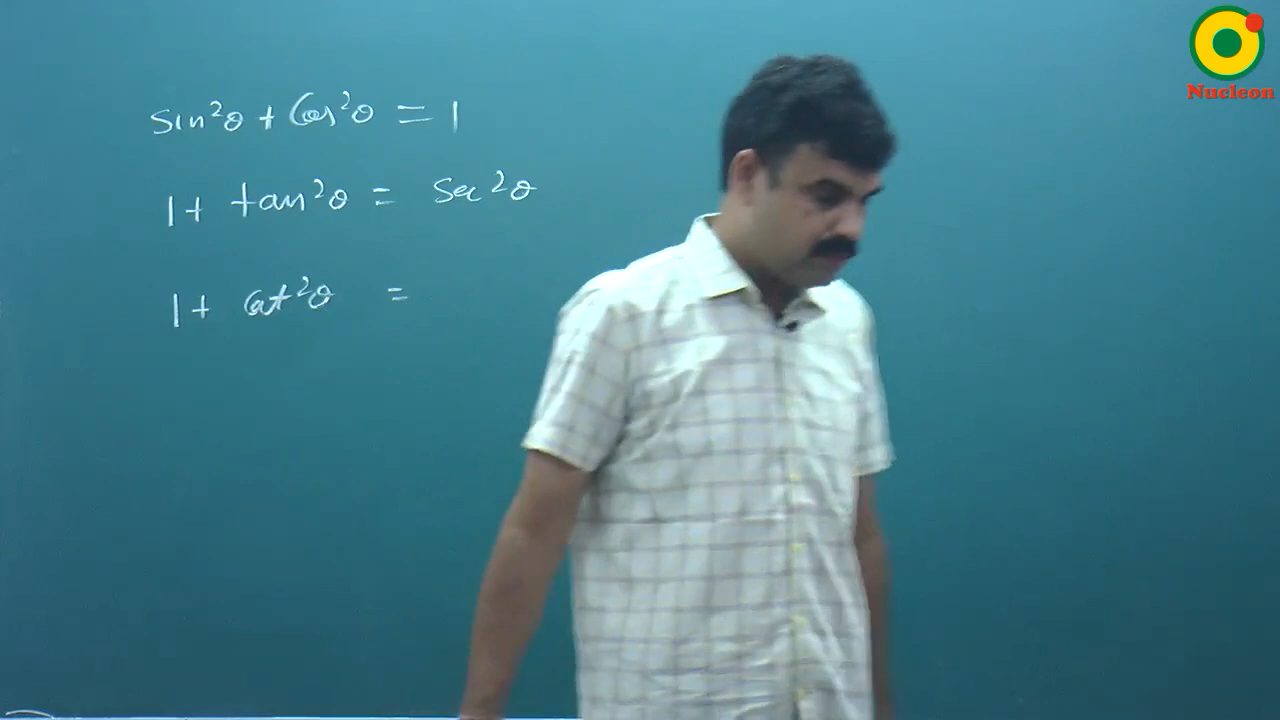 sin²θ + Cos²θ = 1
1 + tan²θ = sec²θ
1 + Cot²θ =
Nucleon